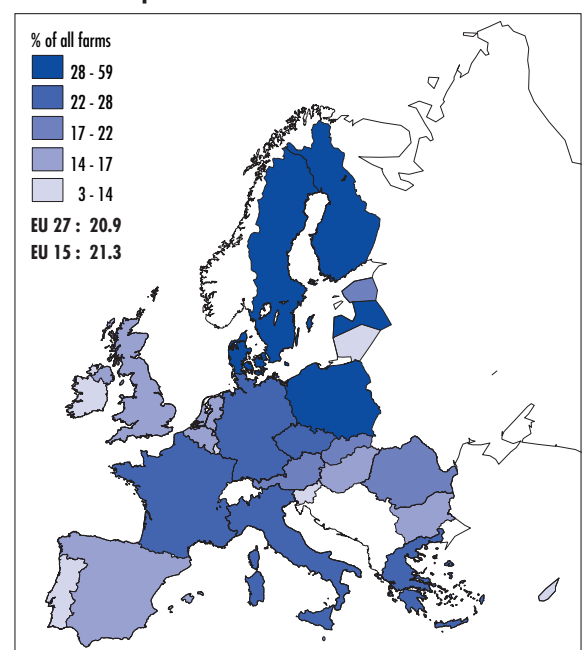 % of all farms
28 - 59
22 - 28
17 - 22
14 - 17
3 - 14
EU 27 : 20.9
EU 15 : 21.3